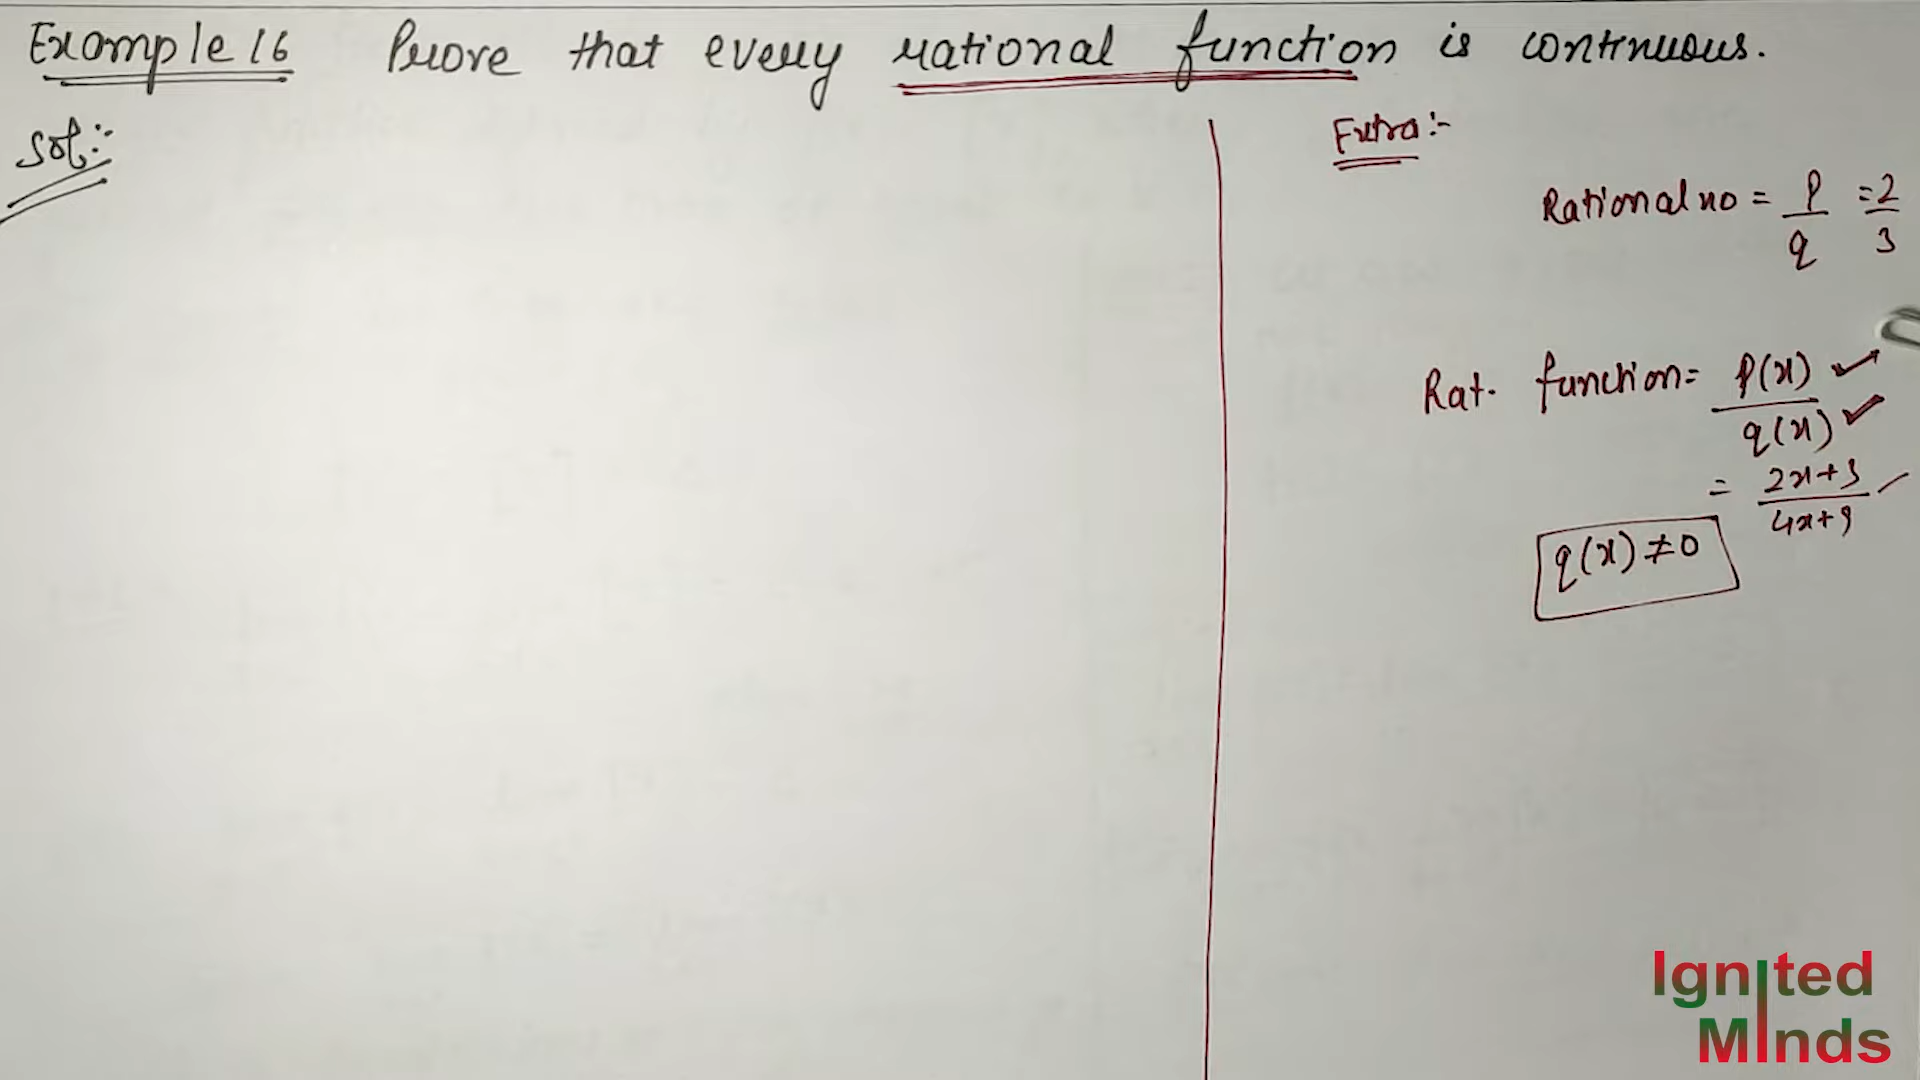 Example 16 Prove that every rational function is continuous.
Sol:-
Extra:-
Rational no = p/q = 2/3
Rat. function = p(x)/q(x)
= 2x+3/4x+9
q(x) ≠ 0
Ignited
Minds